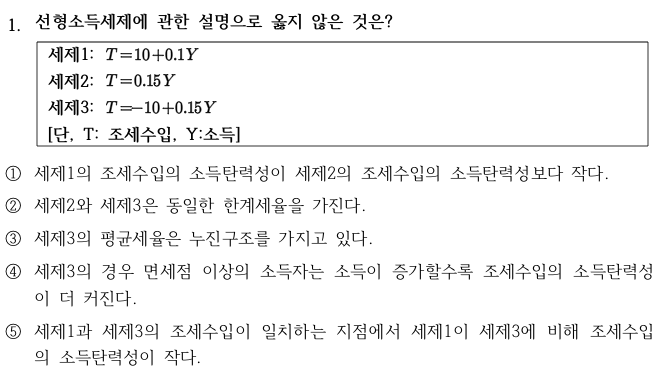 1. 선형소득세제에 관한 설명으로 옳지 않은 것은?
세제1: T=10+0.1Y
세제2: T=0.15Y
세제3: T=-10+0.15Y
[단, T: 조세수입, Y:소득]
① 세제1의 조세수입의 소득탄력성이 세제2의 조세수입의 소득탄력성보다 작다.
② 세제2와 세제3은 동일한 한계세율을 가진다.
③ 세제3의 평균세율은 누진구조를 가지고 있다.
④ 세제3의 경우 면세점 이상의 소득자는 소득이 증가할수록 조세수입의 소득탄력성
이 더 커진다.
⑤ 세제1과 세제3의 조세수입이 일치하는 지점에서 세제1이 세제3에 비해 조세수입
의 소득탄력성이 작다.